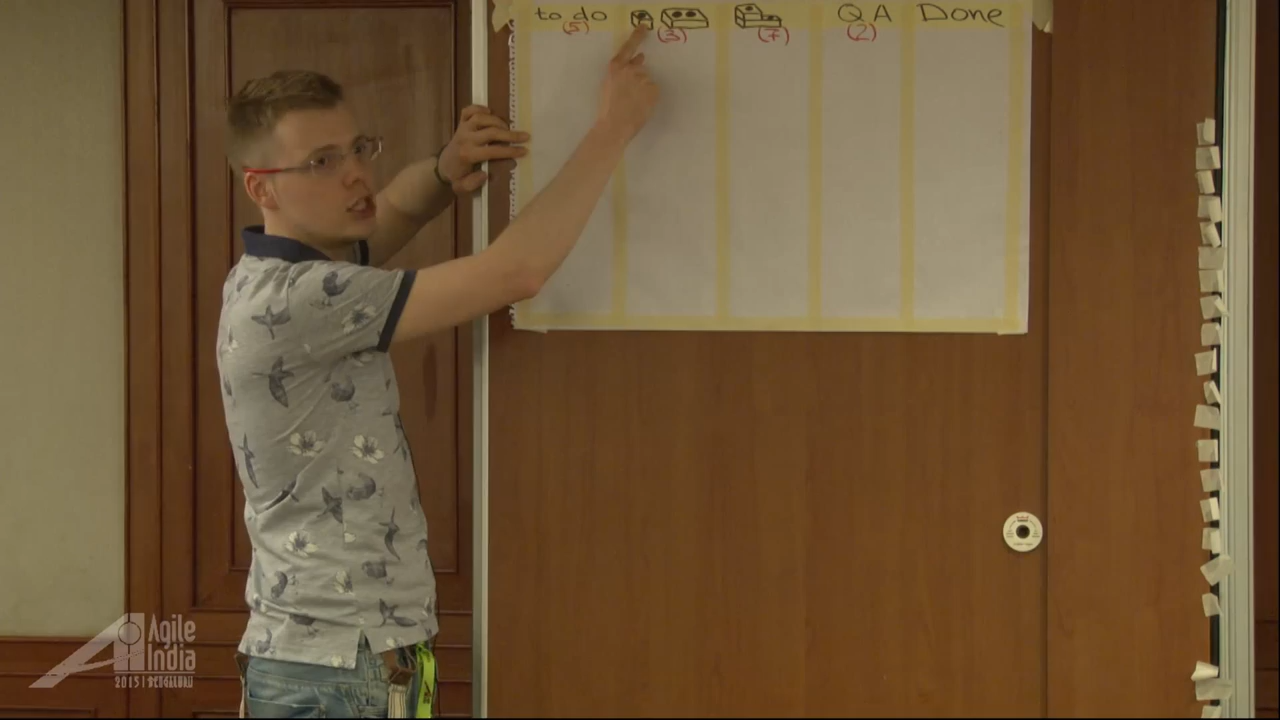 to do QA Done
(5) (3) (7) (2)
Agile
India
2015 | BENGALURU